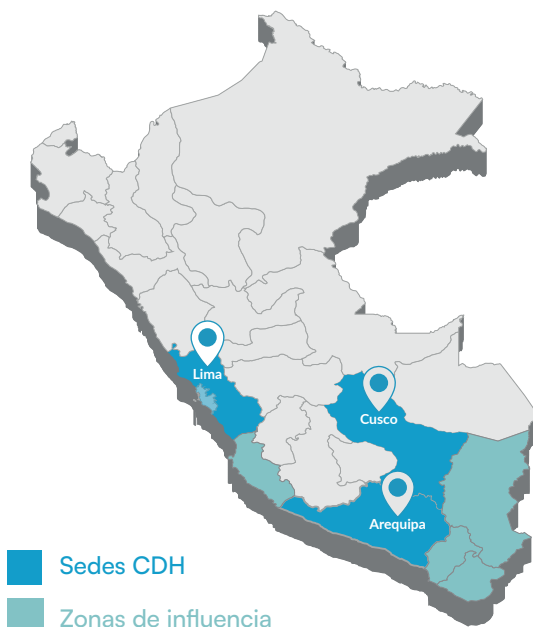 Lima
Cusco
Arequipa
Sedes CDH
Zonas de influencia